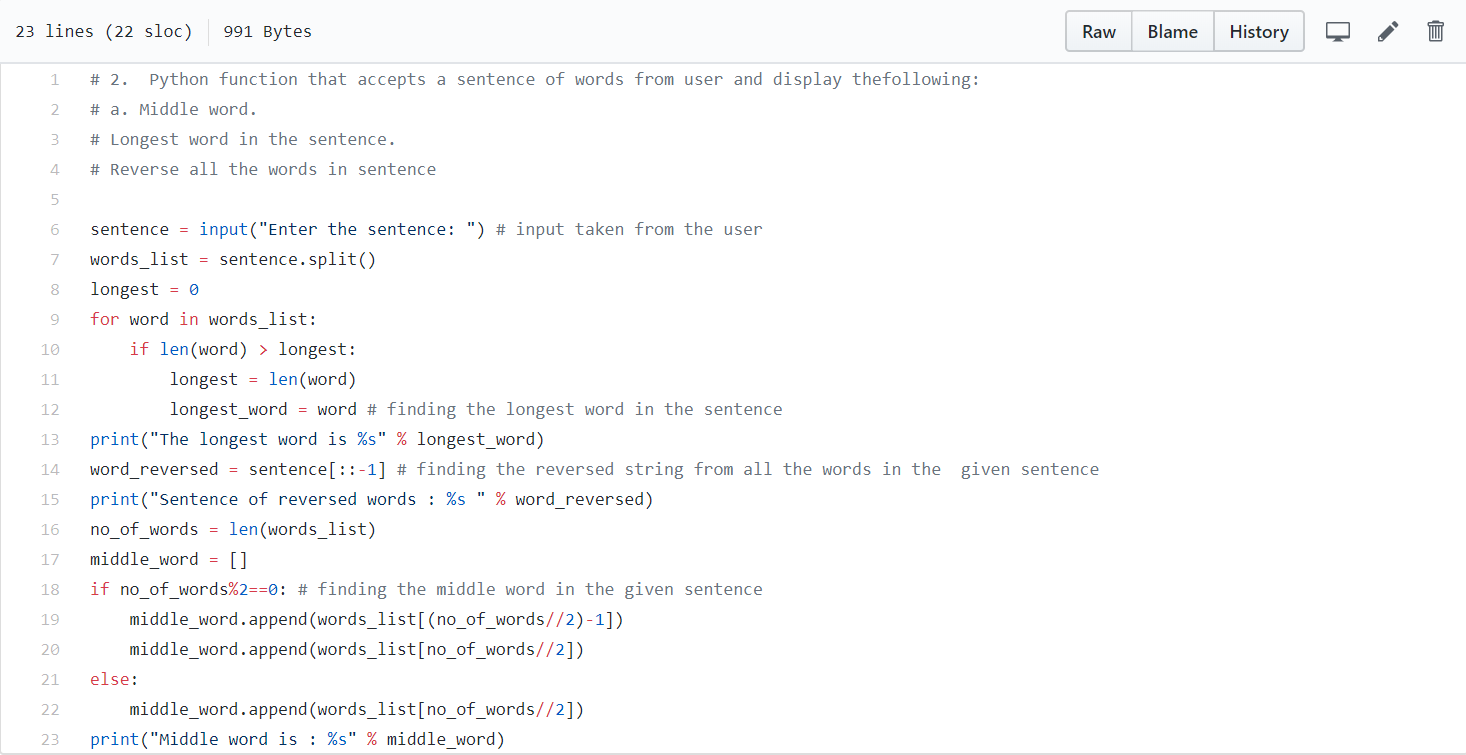 23 lines (22 sloc) 991 Bytes Raw Blame History
1 # 2.  Python function that accepts a sentence of words from user and display thefollowing:
2 # a. Middle word.
3 # Longest word in the sentence.
4 # Reverse all the words in sentence
5
6 sentence = input("Enter the sentence: ") # input taken from the user
7 words_list = sentence.split()
8 longest = 0
9 for word in words_list:
10     if len(word) > longest:
11         longest = len(word)
12         longest_word = word # finding the longest word in the sentence
13 print("The longest word is %s" % longest_word)
14 word_reversed = sentence[::-1] # finding the reversed string from all the words in the  given sentence
15 print("Sentence of reversed words : %s " % word_reversed)
16 no_of_words = len(words_list)
17 middle_word = []
18 if no_of_words%2==0: # finding the middle word in the given sentence
19     middle_word.append(words_list[(no_of_words//2)-1])
20     middle_word.append(words_list[no_of_words//2])
21 else:
22     middle_word.append(words_list[no_of_words//2])
23 print("Middle word is : %s" % middle_word)